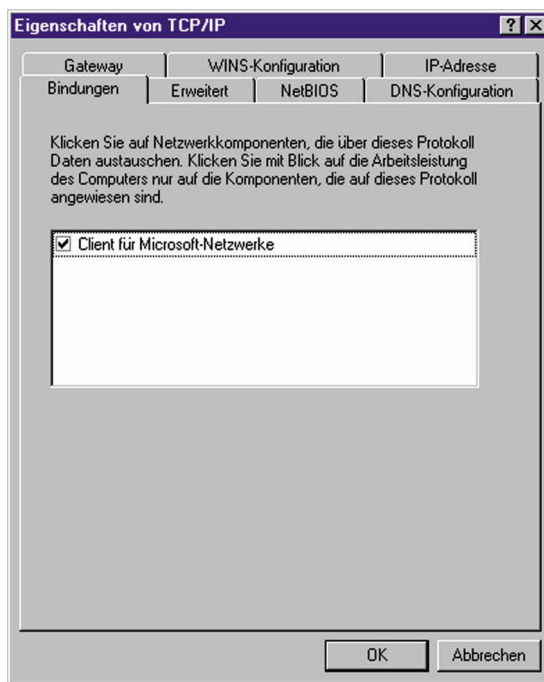 Eigenschaften von TCP/IP
Gateway WINS-Konfiguration IP-Adresse
Bindungen Erweitert NetBIOS DNS-Konfiguration
Klicken Sie auf Netzwerkkomponenten, die über dieses Protokoll
Daten austauschen. Klicken Sie mit Blick auf die Arbeitsleistung
des Computers nur auf die Komponenten, die auf dieses Protokoll
angewiesen sind.
Client für Microsoft-Netzwerke
OK Abbrechen